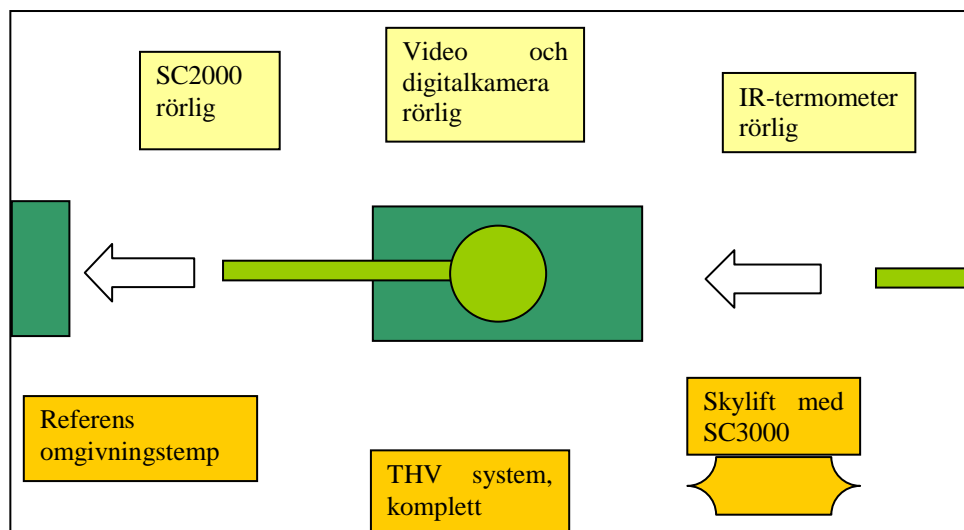 SC2000
rörlig
Video och
digitalkamera
rörlig
IR-termometer
rörlig
Referens
omgivningstemp
THV system,
komplett
Skylift med
SC3000